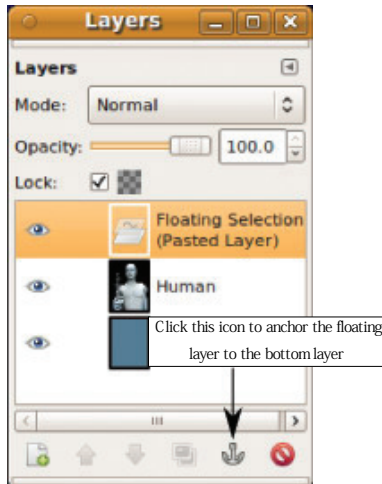 Layers
Layers
Mode: Normal
Opacity: 100.0
Lock:
Floating Selection
(Pasted Layer)
Human
Click this icon to anchor the floating
layer to the bottom layer